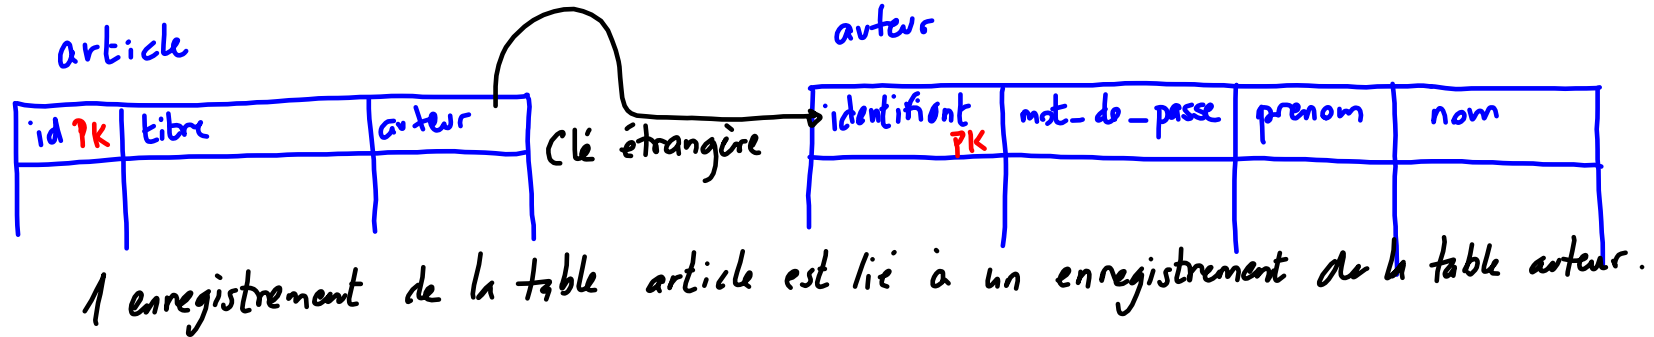 article
auteur
id PK titre auteur
identifiant PK mot_de_passe prenom nom
Clé étrangère
1 enregistrement de la table article est lié à un enregistrement de la table auteur.